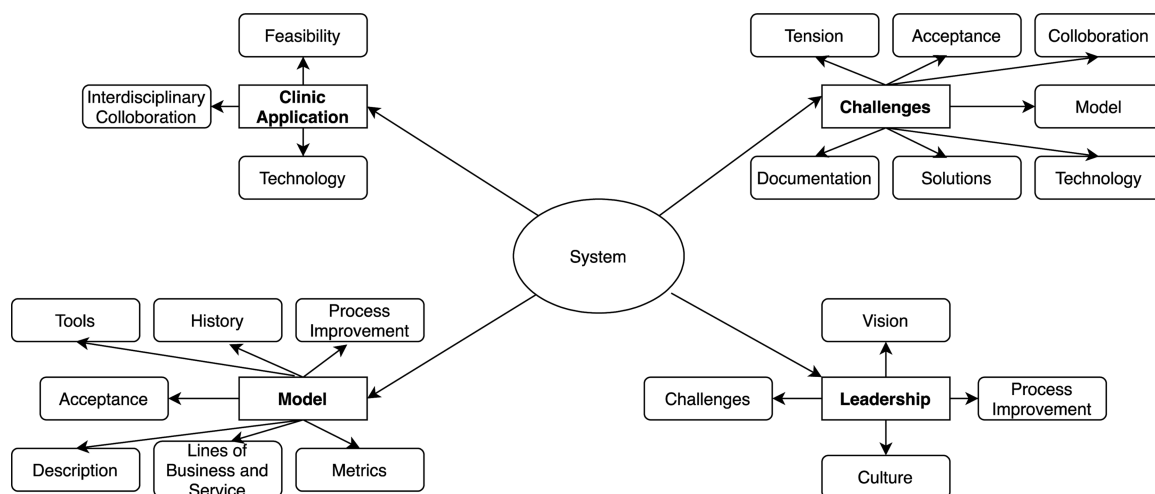 Feasibility
Interdisciplinary
Colloboration
Clinic
Application
Technology
Tension
Acceptance
Colloboration
Challenges
Model
Documentation
Solutions
Technology
System
Tools
History
Process
Improvement
Acceptance
Model
Description
Lines of
Business and
Service
Metrics
Vision
Challenges
Leadership
Process
Improvement
Culture